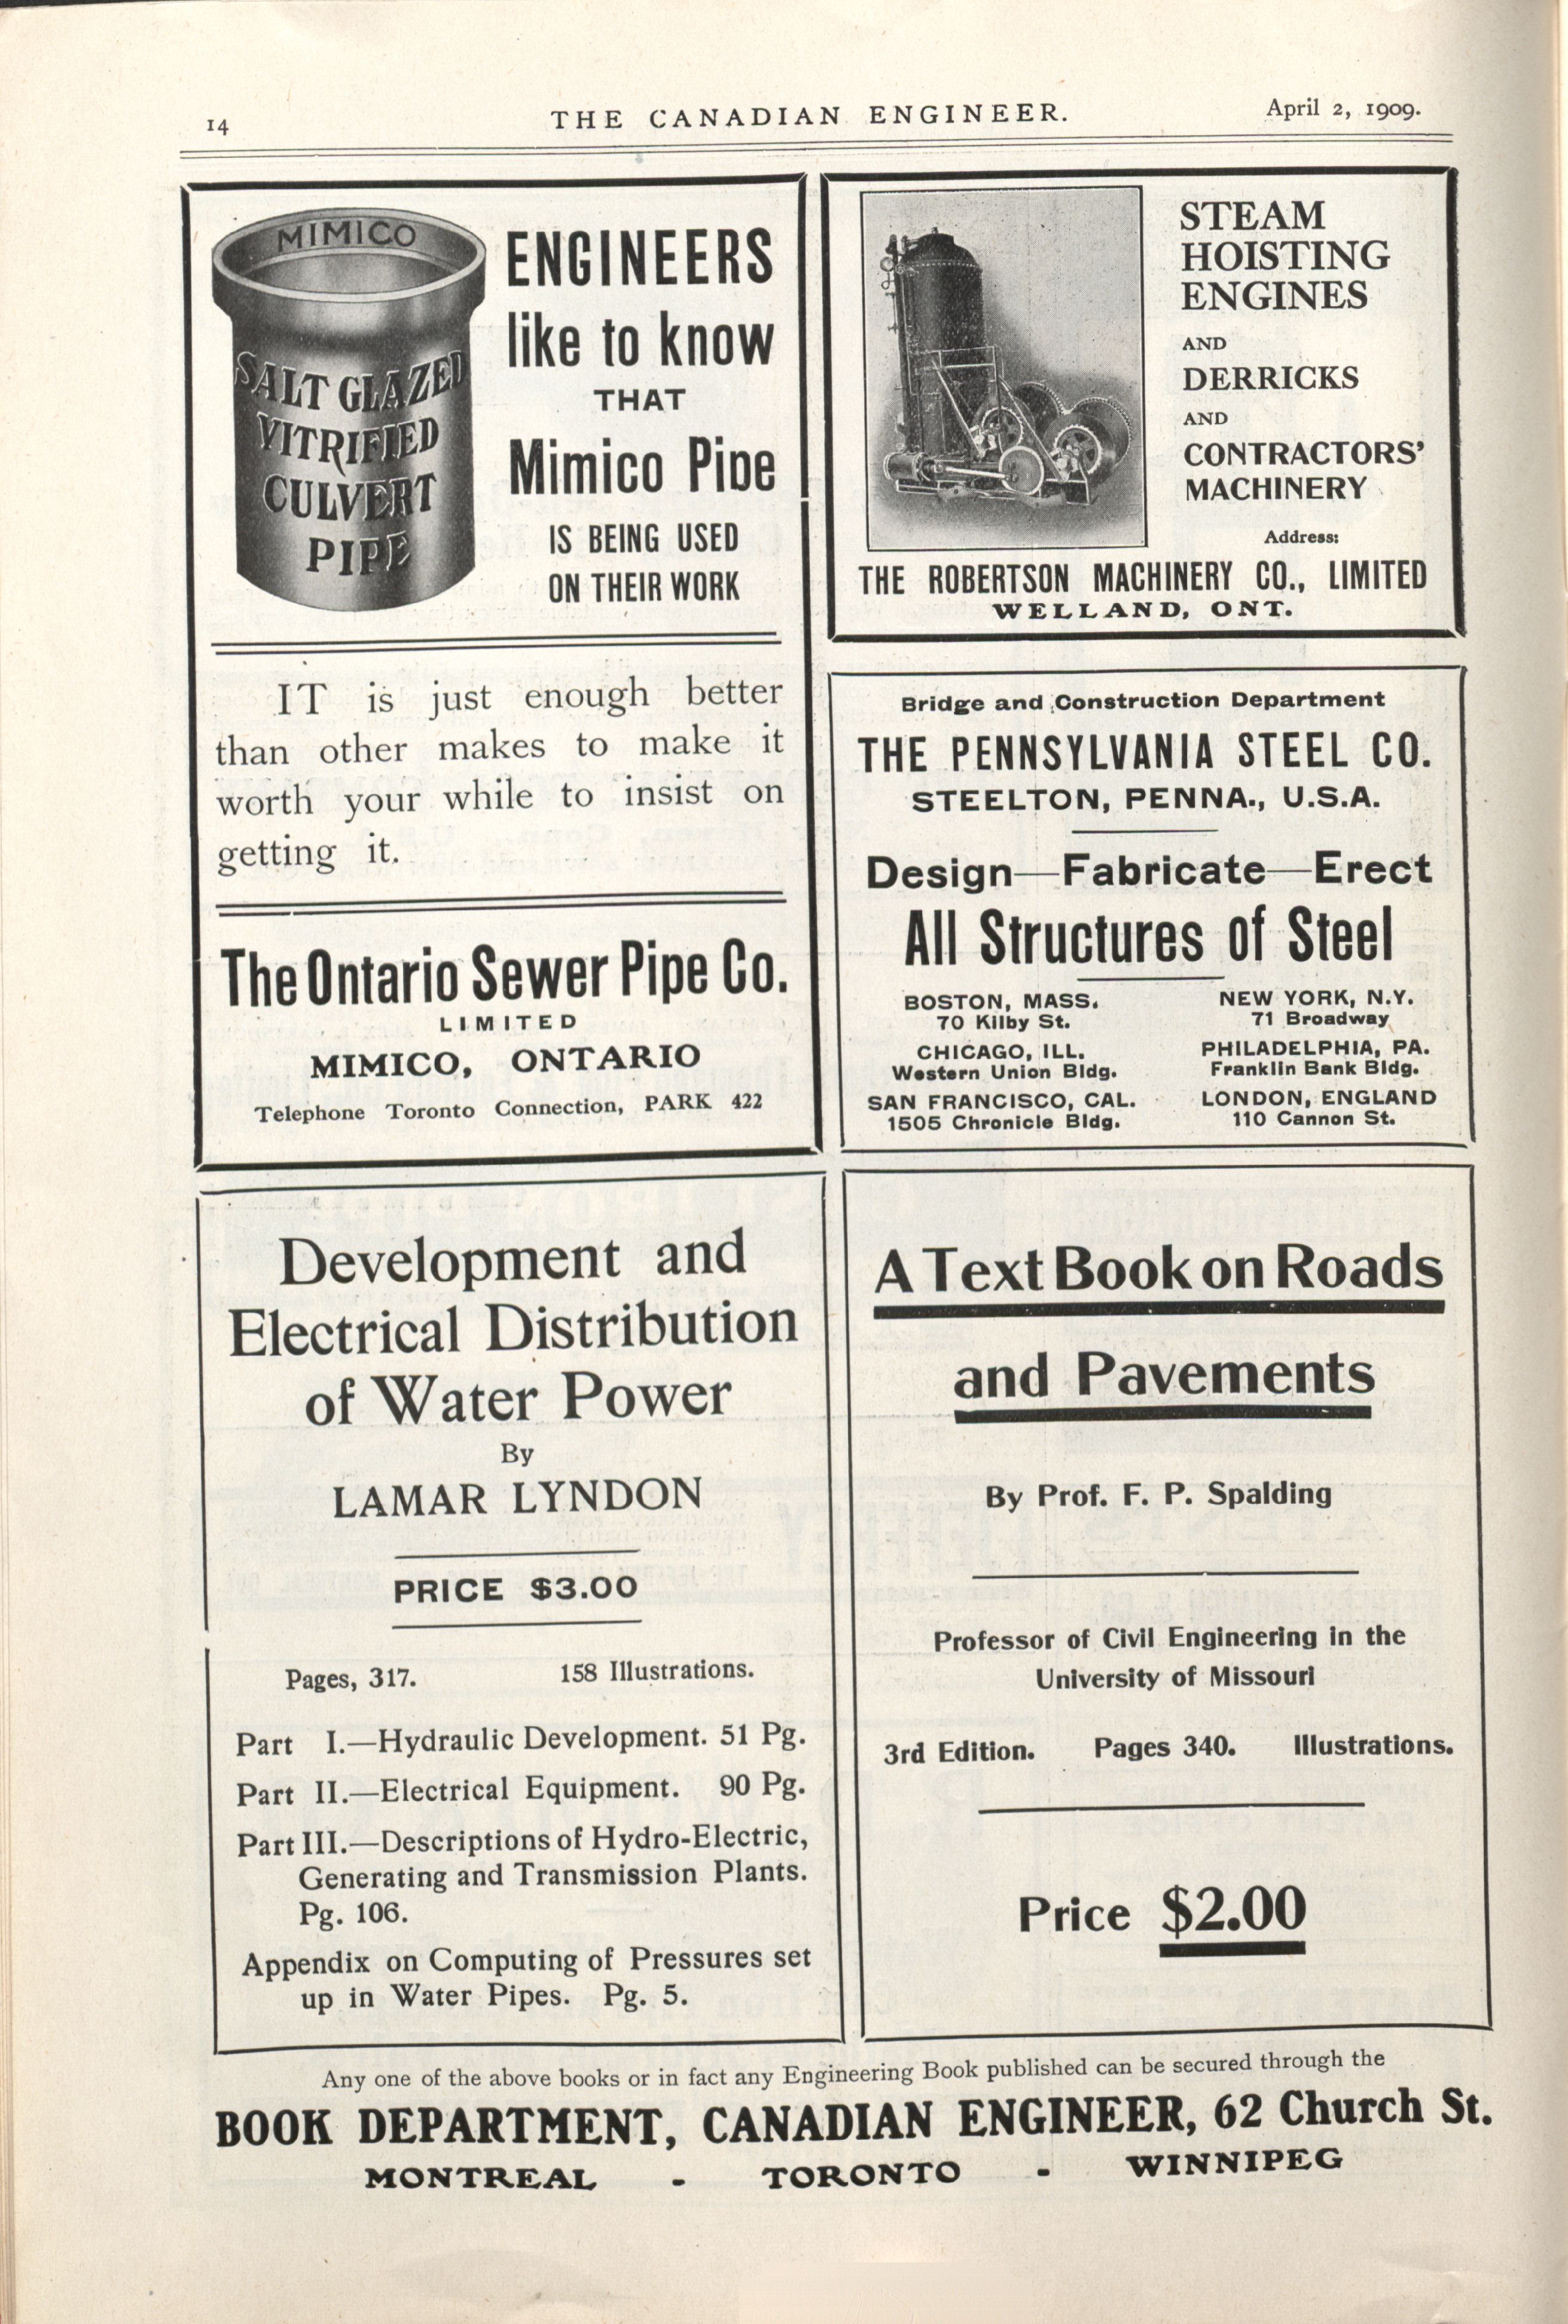 14
THE CANADIAN ENGINEER.
April 2, 1909.
MIMICO
SALT GLAZED
VITRIFIED
CULVERT
PIPE
ENGINEERS
like to know
THAT
Mimico Pipe
IS BEING USED
ON THEIR WORK
IT is just enough better
than other makes to make it
worth your while to insist on
getting it.
The Ontario Sewer Pipe Co.
LIMITED
MIMICO, ONTARIO
Telephone Toronto Connection, PARK 422
STEAM
HOISTING
ENGINES
AND
DERRICKS
AND
CONTRACTORS'
MACHINERY
Address:
THE ROBERTSON MACHINERY CO., LIMITED
WELLAND, ONT.
Bridge and Construction Department
THE PENNSYLVANIA STEEL CO.
STEELTON, PENNA., U.S.A.
Design—Fabricate—Erect
All Structures of Steel
BOSTON, MASS.
70 Kilby St.
NEW YORK, N.Y.
71 Broadway
CHICAGO, ILL.
Western Union Bldg.
PHILADELPHIA, PA.
Franklin Bank Bldg.
SAN FRANCISCO, CAL.
1505 Chronicle Bldg.
LONDON, ENGLAND
110 Cannon St.
Development and
Electrical Distribution
of Water Power
By
LAMAR LYNDON
PRICE $3.00
Pages, 317. 158 Illustrations.
Part I.—Hydraulic Development. 51 Pg.
Part II.—Electrical Equipment. 90 Pg.
Part III.—Descriptions of Hydro-Electric,
Generating and Transmission Plants.
Pg. 106.
Appendix on Computing of Pressures set
up in Water Pipes. Pg. 5.
A Text Book on Roads
and Pavements
By Prof. F. P. Spalding
Professor of Civil Engineering in the
University of Missouri
3rd Edition. Pages 340. Illustrations.
Price $2.00
Any one of the above books or in fact any Engineering Book published can be secured through the
BOOK DEPARTMENT, CANADIAN ENGINEER, 62 Church St.
MONTREAL - TORONTO - WINNIPEG